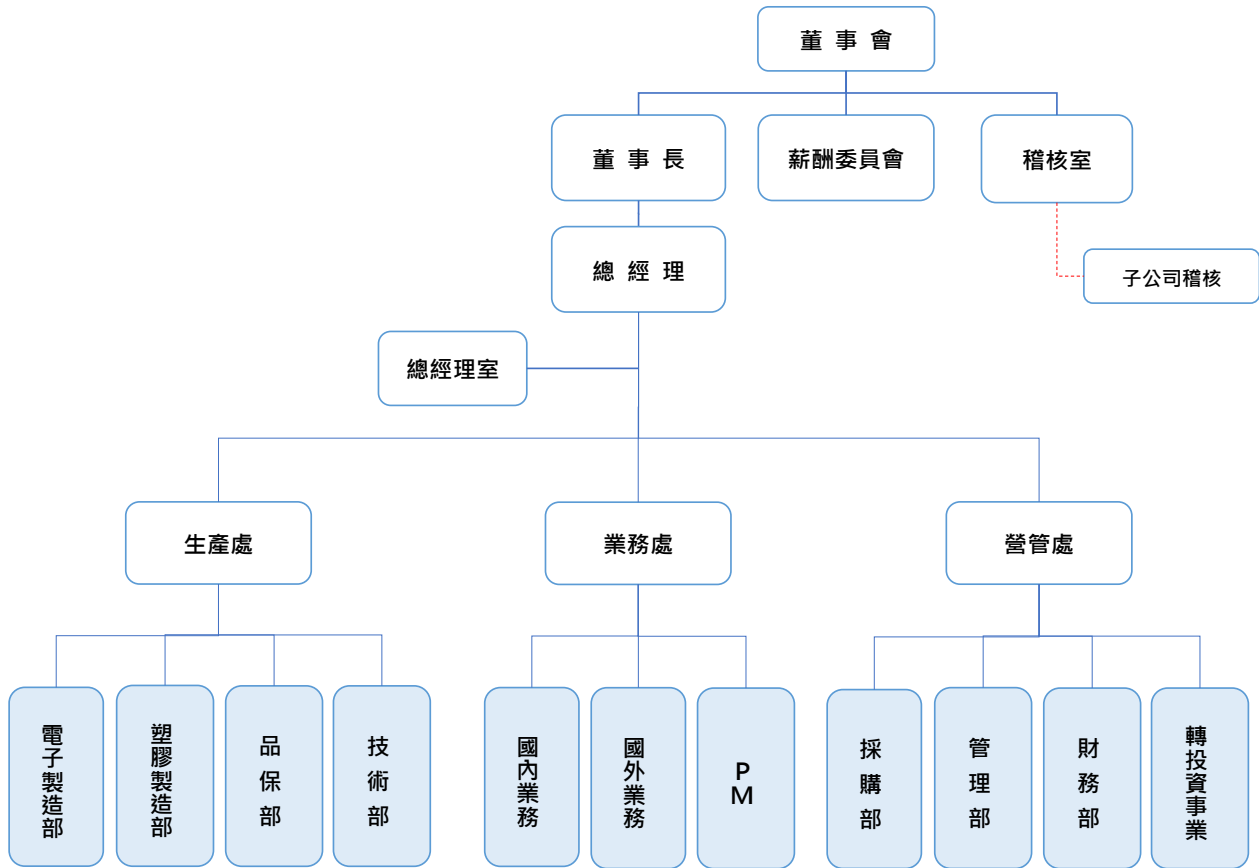 董 事 會
董 事 長
薪酬委員會
稽核室
總 經 理
子公司稽核
總經理室
生產處
業務處
營管處
電子製造部
塑膠製造部
品保部
技術部
國內業務
國外業務
PM
採購部
管理部
財務部
轉投資事業